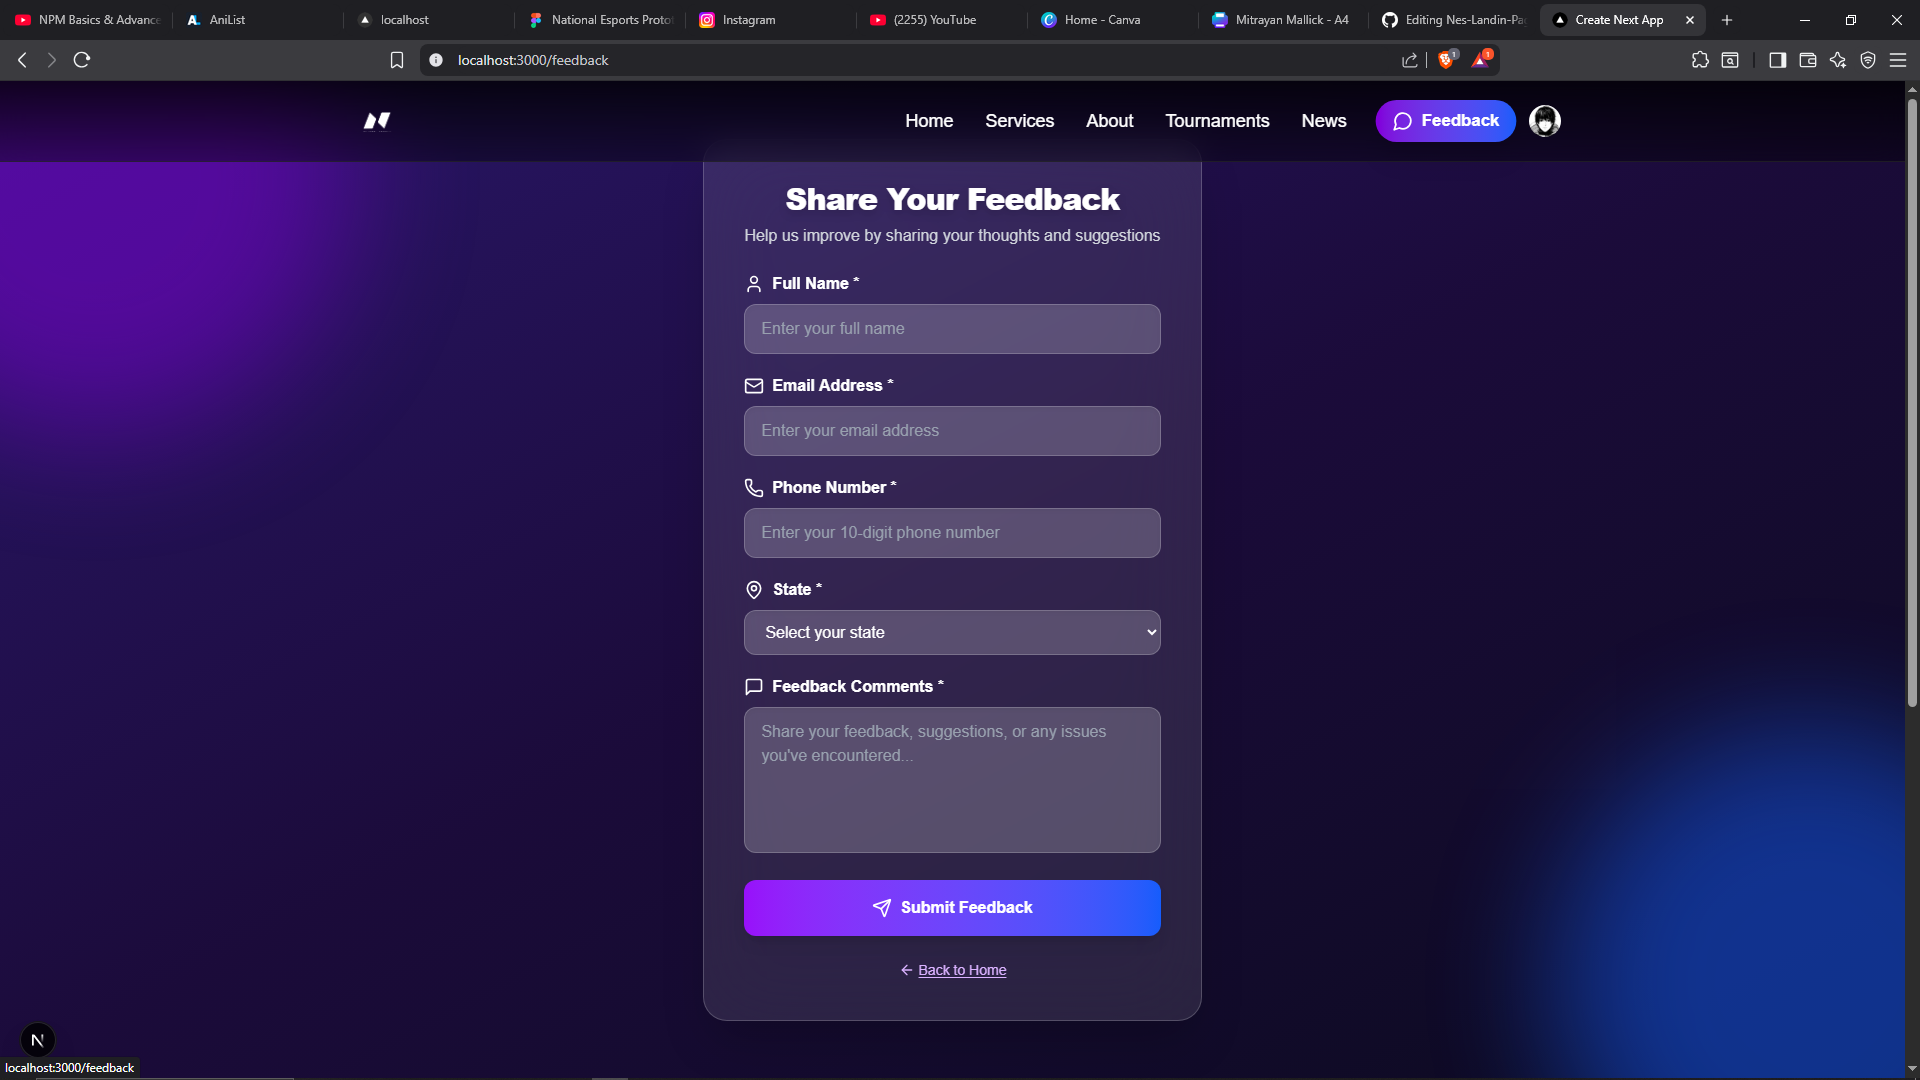 NPM Basics & Advance
AniList
localhost
National Esports Proto
Instagram
(2255) YouTube
Home - Canva
Mitrayan Mallick - A4
Editing Nes-Landin-Pa
Create Next App
localhost:3000/feedback
1
1
Home
Services
About
Tournaments
News
Feedback
Share Your Feedback
Help us improve by sharing your thoughts and suggestions
Full Name *
Enter your full name
Email Address *
Enter your email address
Phone Number *
Enter your 10-digit phone number
State *
Select your state
Feedback Comments *
Share your feedback, suggestions, or any issues
you've encountered...
Submit Feedback
← Back to Home
N
localhost:3000/feedback